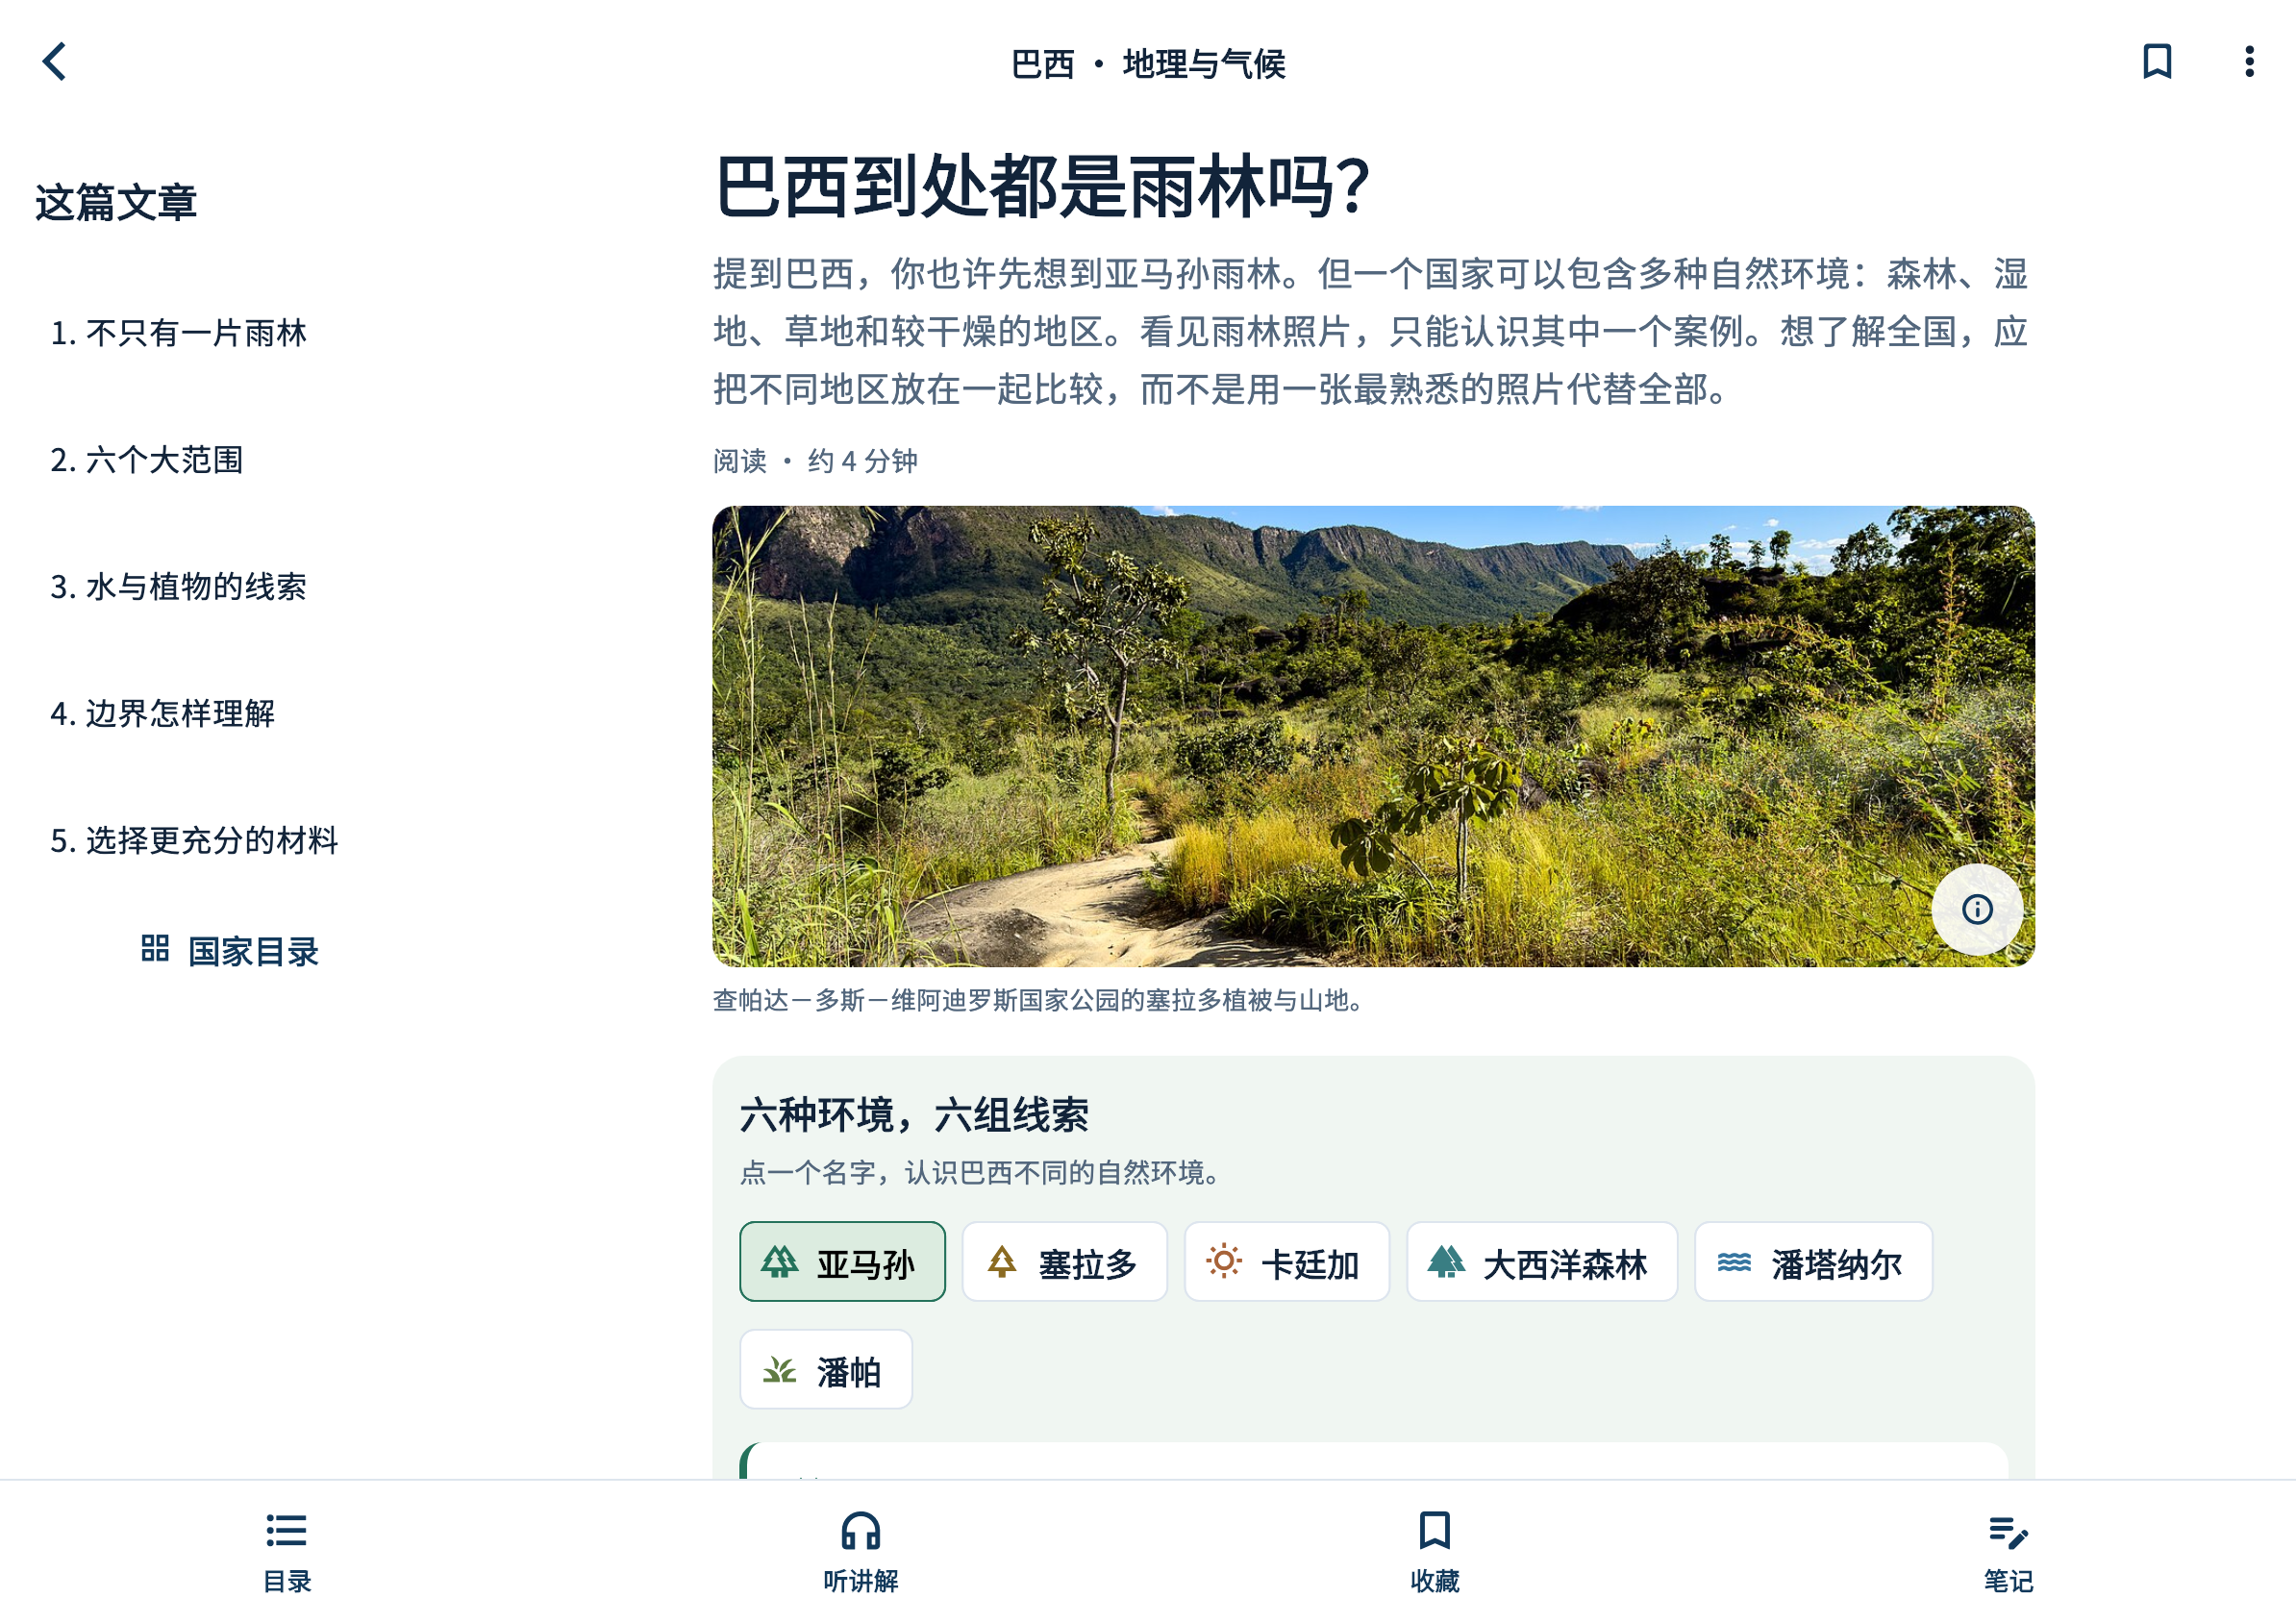 巴西 · 地理与气候
这篇文章
1. 不只有一片雨林
2. 六个大范围
3. 水与植物的线索
4. 边界怎样理解
5. 选择更充分的材料
国家目录
巴西到处都是雨林吗？
提到巴西，你也许先想到亚马孙雨林。但一个国家可以包含多种自然环境：森林、湿
地、草地和较干燥的地区。看见雨林照片，只能认识其中一个案例。想了解全国，应
把不同地区放在一起比较，而不是用一张最熟悉的照片代替全部。
阅读 · 约 4 分钟
查帕达－多斯－维阿迪罗斯国家公园的塞拉多植被与山地。
六种环境，六组线索
点一个名字，认识巴西不同的自然环境。
亚马孙 塞拉多 卡廷加 大西洋森林 潘塔纳尔
潘帕
目录 听讲解 收藏 笔记